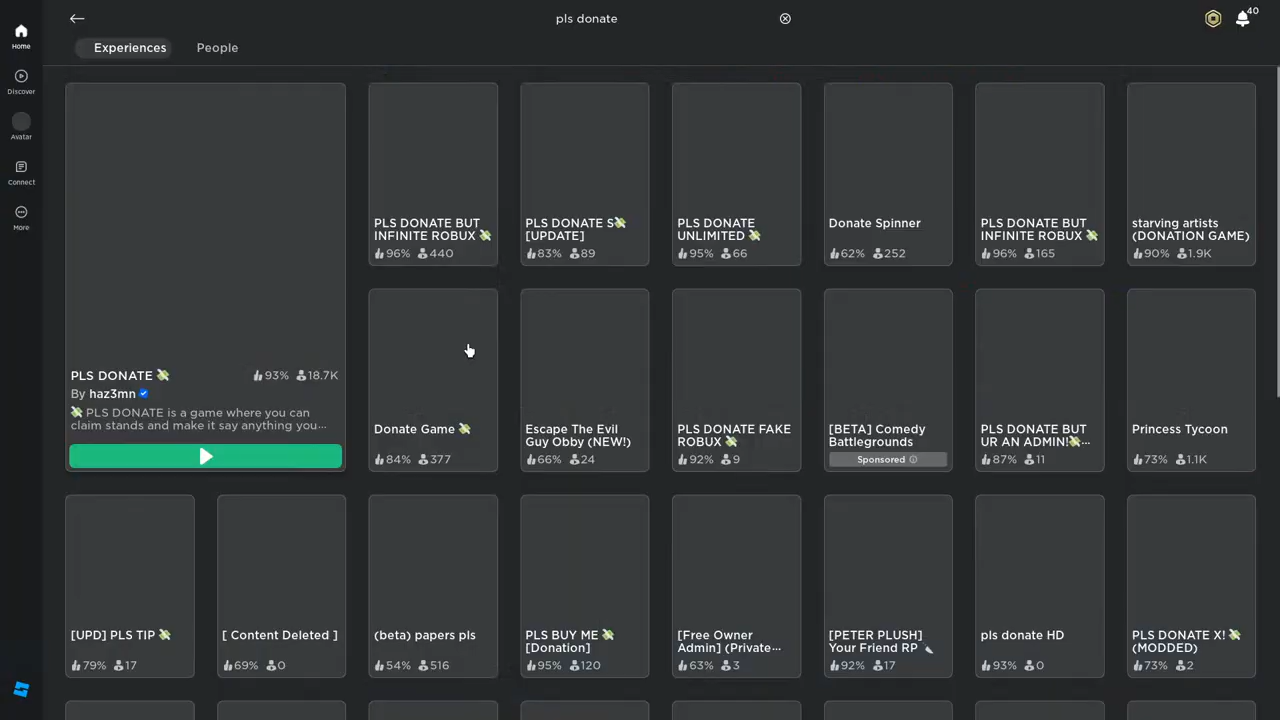 pls donate
40
Experiences
People
Home
Discover
Avatar
Connect
More
PLS DONATE 💸
93% 18.7K
By haz3mn
💸 PLS DONATE is a game where you can
claim stands and make it say anything you...
PLS DONATE BUT
INFINITE ROBUX 💸
96% 440
PLS DONATE S💸
[UPDATE]
83% 89
PLS DONATE
UNLIMITED 💸
95% 66
Donate Spinner
62% 252
PLS DONATE BUT
INFINITE ROBUX 💸
96% 165
starving artists
(DONATION GAME)
90% 1.9K
Donate Game 💸
84% 377
Escape The Evil
Guy Obby (NEW!)
66% 24
PLS DONATE FAKE
ROBUX 💸
92% 9
[BETA] Comedy
Battlegrounds
Sponsored
PLS DONATE BUT
UR AN ADMIN!💸...
87% 11
Princess Tycoon
73% 1.1K
[UPD] PLS TIP 💸
79% 17
[ Content Deleted ]
69% 0
(beta) papers pls
54% 516
PLS BUY ME 💸
[Donation]
95% 120
[Free Owner
Admin] (Private...
63% 3
[PETER PLUSH]
Your Friend RP 🔪
92% 17
pls donate HD
93% 0
PLS DONATE X! 💸
(MODDED)
73% 2